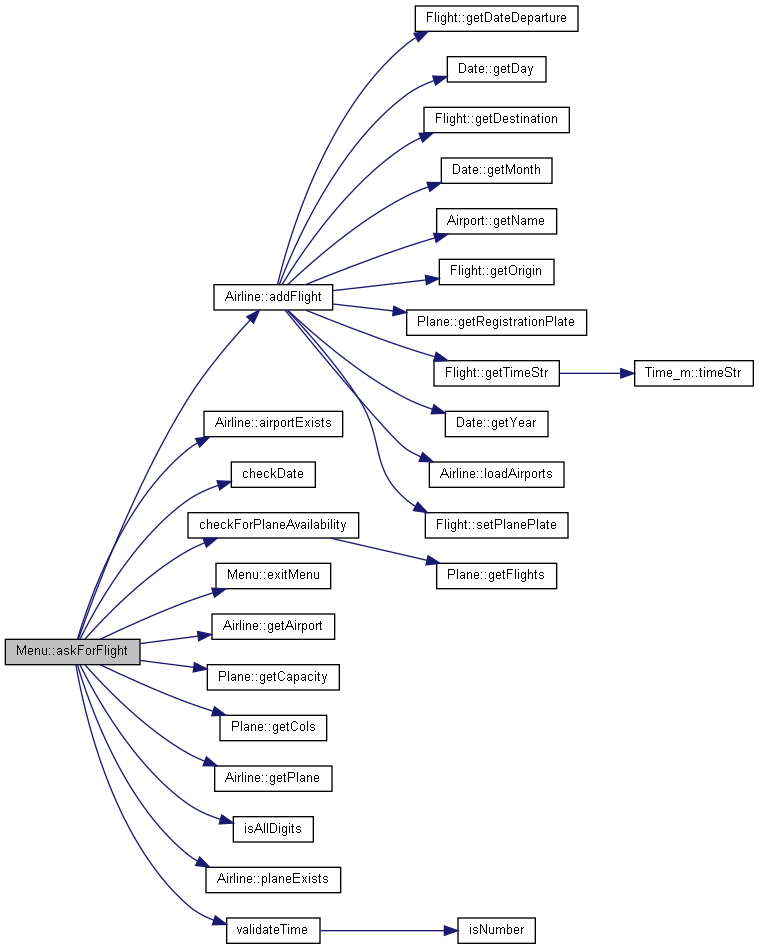 Flight::getDateDeparture
Date::getDay
Flight::getDestination
Date::getMonth
Airport::getName
Flight::getOrigin
Airline::addFlight
Plane::getRegistrationPlate
Flight::getTimeStr
Time_m::timeStr
Date::getYear
Airline::airportExists
Airline::loadAirports
checkDate
Flight::setPlanePlate
checkForPlaneAvailability
Menu::exitMenu
Plane::getFlights
Airline::getAirport
Menu::askForFlight
Plane::getCapacity
Plane::getCols
Airline::getPlane
isAllDigits
Airline::planeExists
validateTime
isNumber